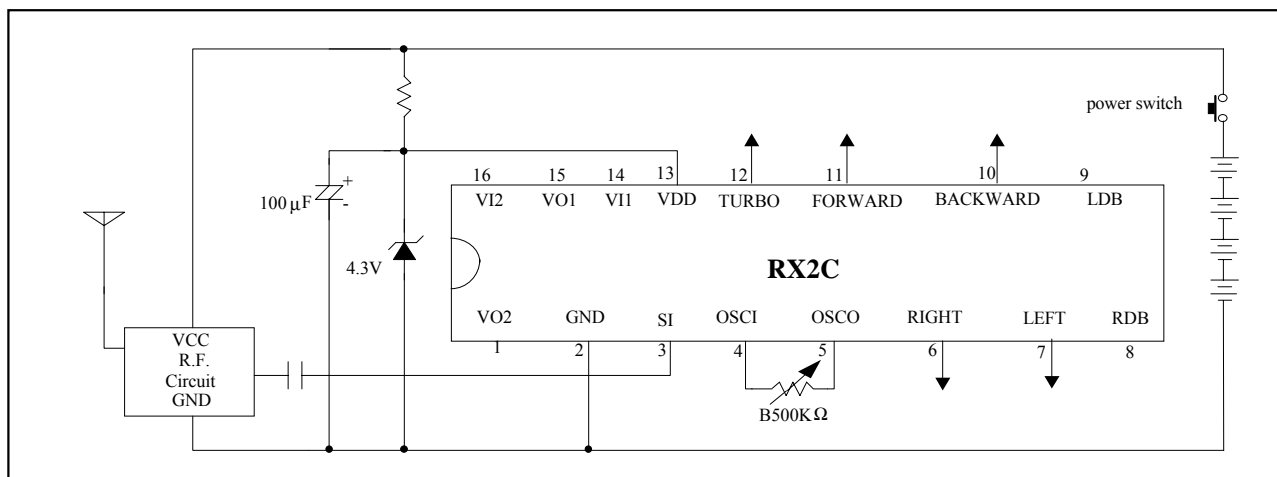 power switch
16 15 14 13 12 11 10 9
VI2 VO1 VI1 VDD TURBO FORWARD BACKWARD LDB
100μF + -
4.3V
RX2C
VO2 GND SI OSCI OSCO RIGHT LEFT RDB
1 2 3 4 5 6 7 8
VCC
R.F.
Circuit
GND
B500KΩ